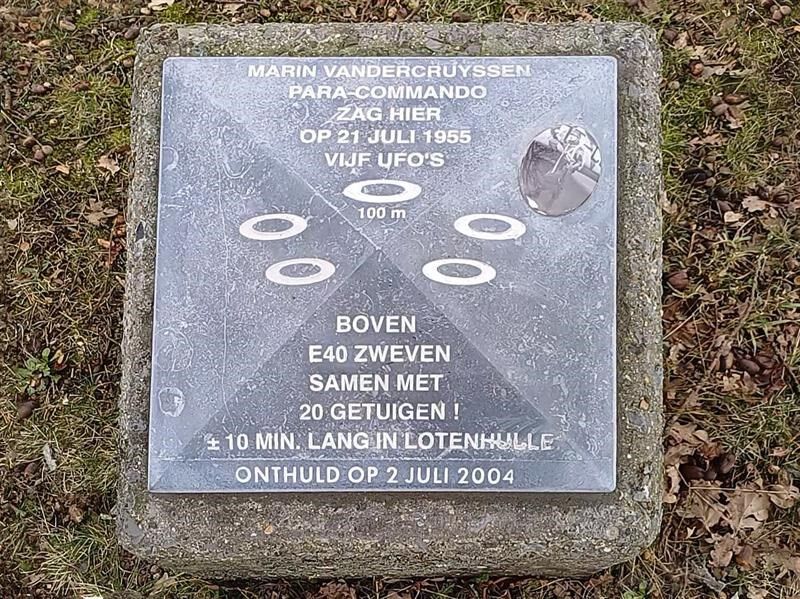 MARIN VANDERCRUYSSEN
PARA-COMMANDO
ZAG HIER
OP 21 JULI 1955
VIJF UFO'S
100 m
BOVEN
E40 ZWEVEN
SAMEN MET
20 GETUIGEN !
± 10 MIN. LANG IN LOTENHULLE
ONTHULD OP 2 JULI 2004